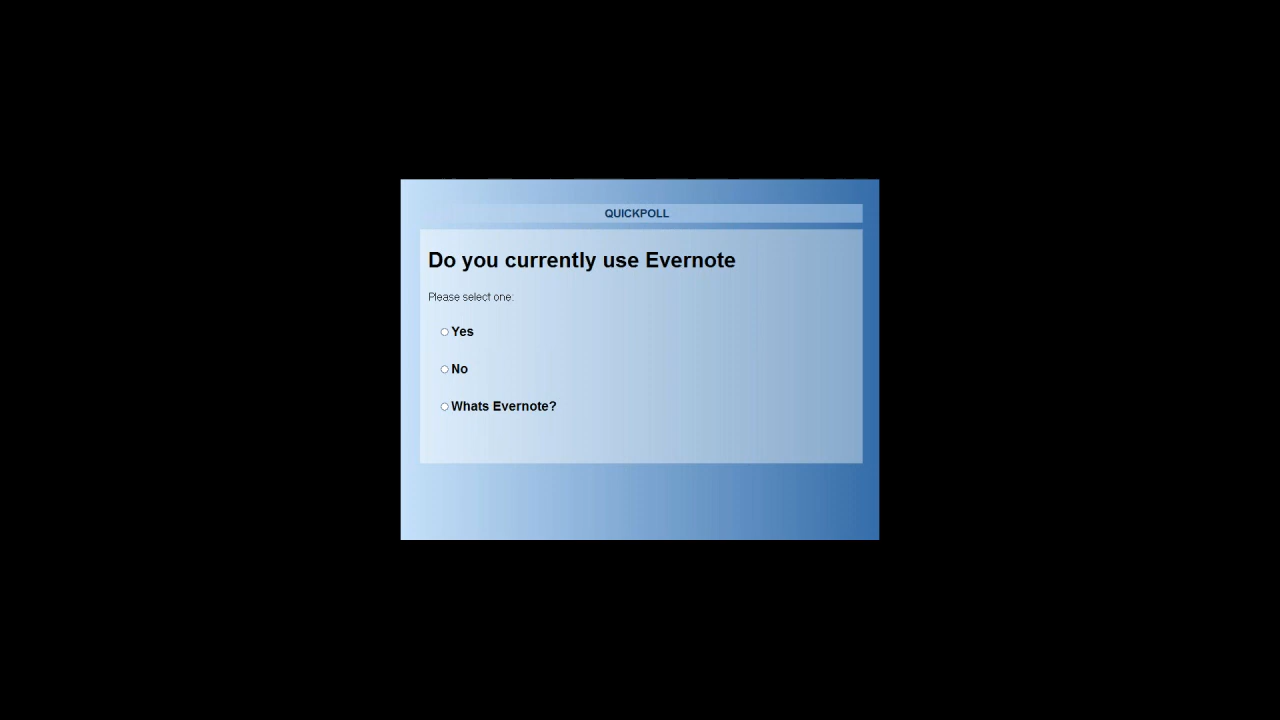 QUICKPOLL
Do you currently use Evernote
Please select one:
Yes
No
Whats Evernote?